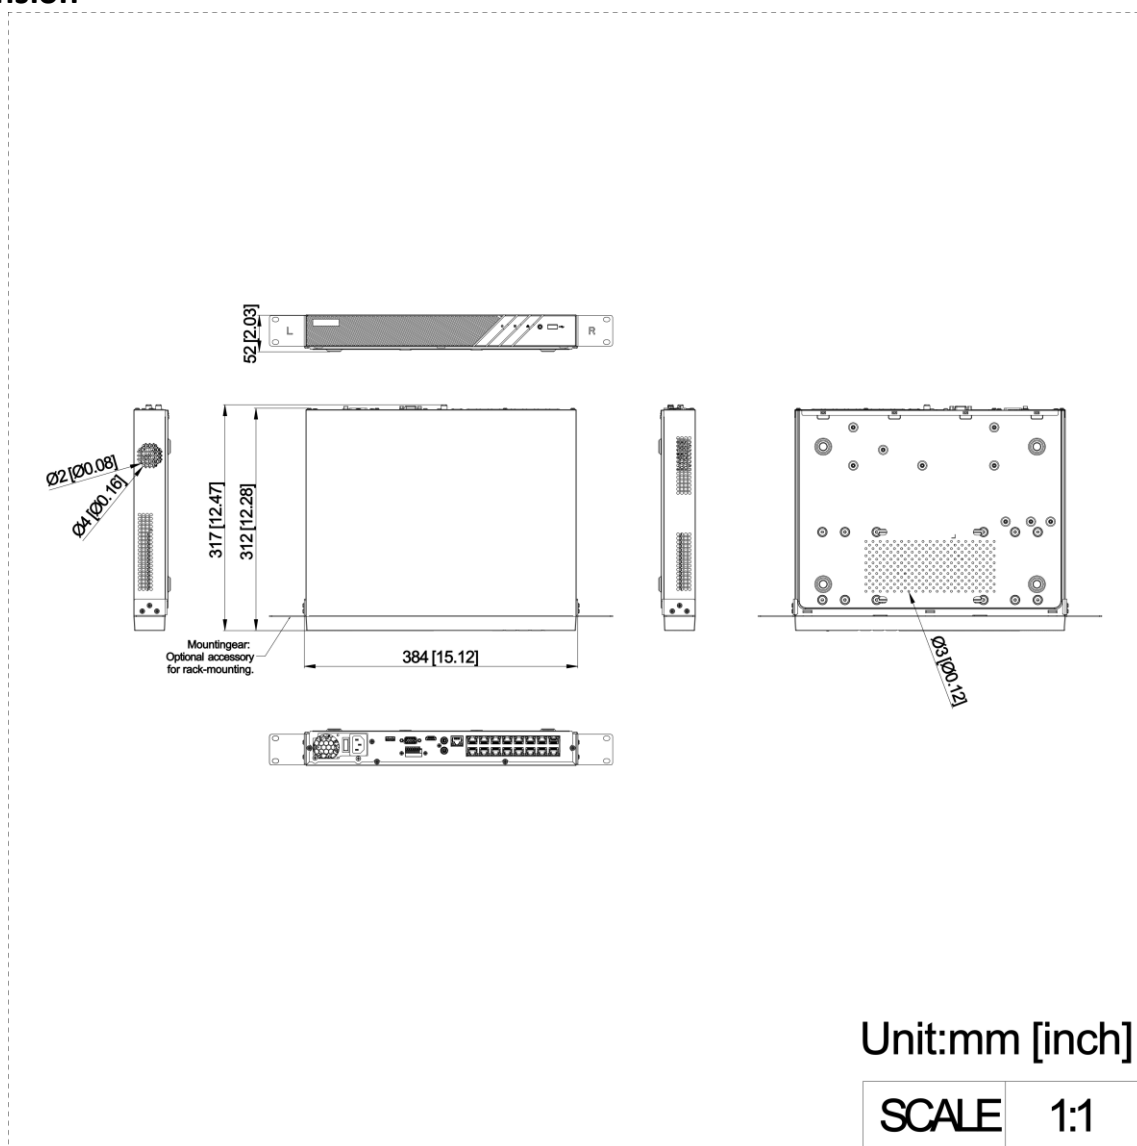 52 [2.03]
L
R
Ø2 [Ø0.08]
Ø4 [Ø0.16]
317 [12.47]
312 [12.28]
Mountingear:
Optional accessory
for rack-mounting.
384 [15.12]
Ø3 [Ø0.12]
Unit:mm [inch]
SCALE 1:1